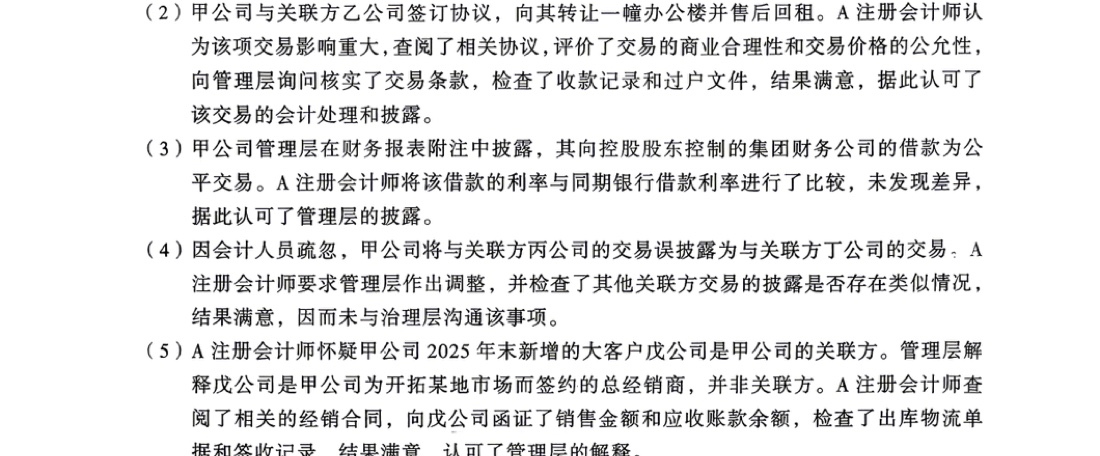 （2）甲公司与关联方乙公司签订协议，向其转让一幢办公楼并售后回租。A 注册会计师认
为该项交易影响重大，查阅了相关协议，评价了交易的商业合理性和交易价格的公允性，
向管理层询问核实了交易条款，检查了收款记录和过户文件，结果满意，据此认可了
该交易的会计处理和披露。
（3）甲公司管理层在财务报表附注中披露，其向控股股东控制的集团财务公司的借款为公
平交易。A 注册会计师将该借款的利率与同期银行借款利率进行了比较，未发现差异，
据此认可了管理层的披露。
（4）因会计人员疏忽，甲公司将与关联方丙公司的交易误披露为与关联方丁公司的交易。A
注册会计师要求管理层作出调整，并检查了其他关联方交易的披露是否存在类似情况，
结果满意，因而未与治理层沟通该事项。
（5）A 注册会计师怀疑甲公司 2025 年末新增的大客户戊公司是甲公司的关联方。管理层解
释戊公司是甲公司为开拓某地市场而签约的总经销商，并非关联方。A 注册会计师查
阅了相关的经销合同，向戊公司函证了销售金额和应收账款余额，检查了出库物流单
据和签收记录，结果满意，认可了管理层的解释。